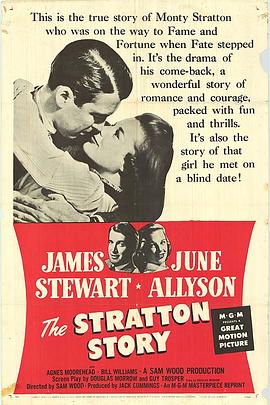 This is the true story of Monty Stratton
who was on the way to Fame and
Fortune when Fate stepped
in. It's the drama of
his come-back, a
wonderful story of
romance and courage,
packed with fun
and thrills.
It's also the
story of that
girl he met on
a blind date!
JAMES JUNE
STEWART ★ ALLYSON
The STRATTON
STORY
M-G-M
PRESENTS A
GREAT
MOTION
PICTURE
with AGNES MOOREHEAD · BILL WILLIAMS · A SAM WOOD PRODUCTION
Screen Play by DOUGLAS MORROW and GUY TROSPER
Directed by SAM WOOD · Produced by JACK CUMMINGS · An M-G-M MASTERPIECE REPRINT